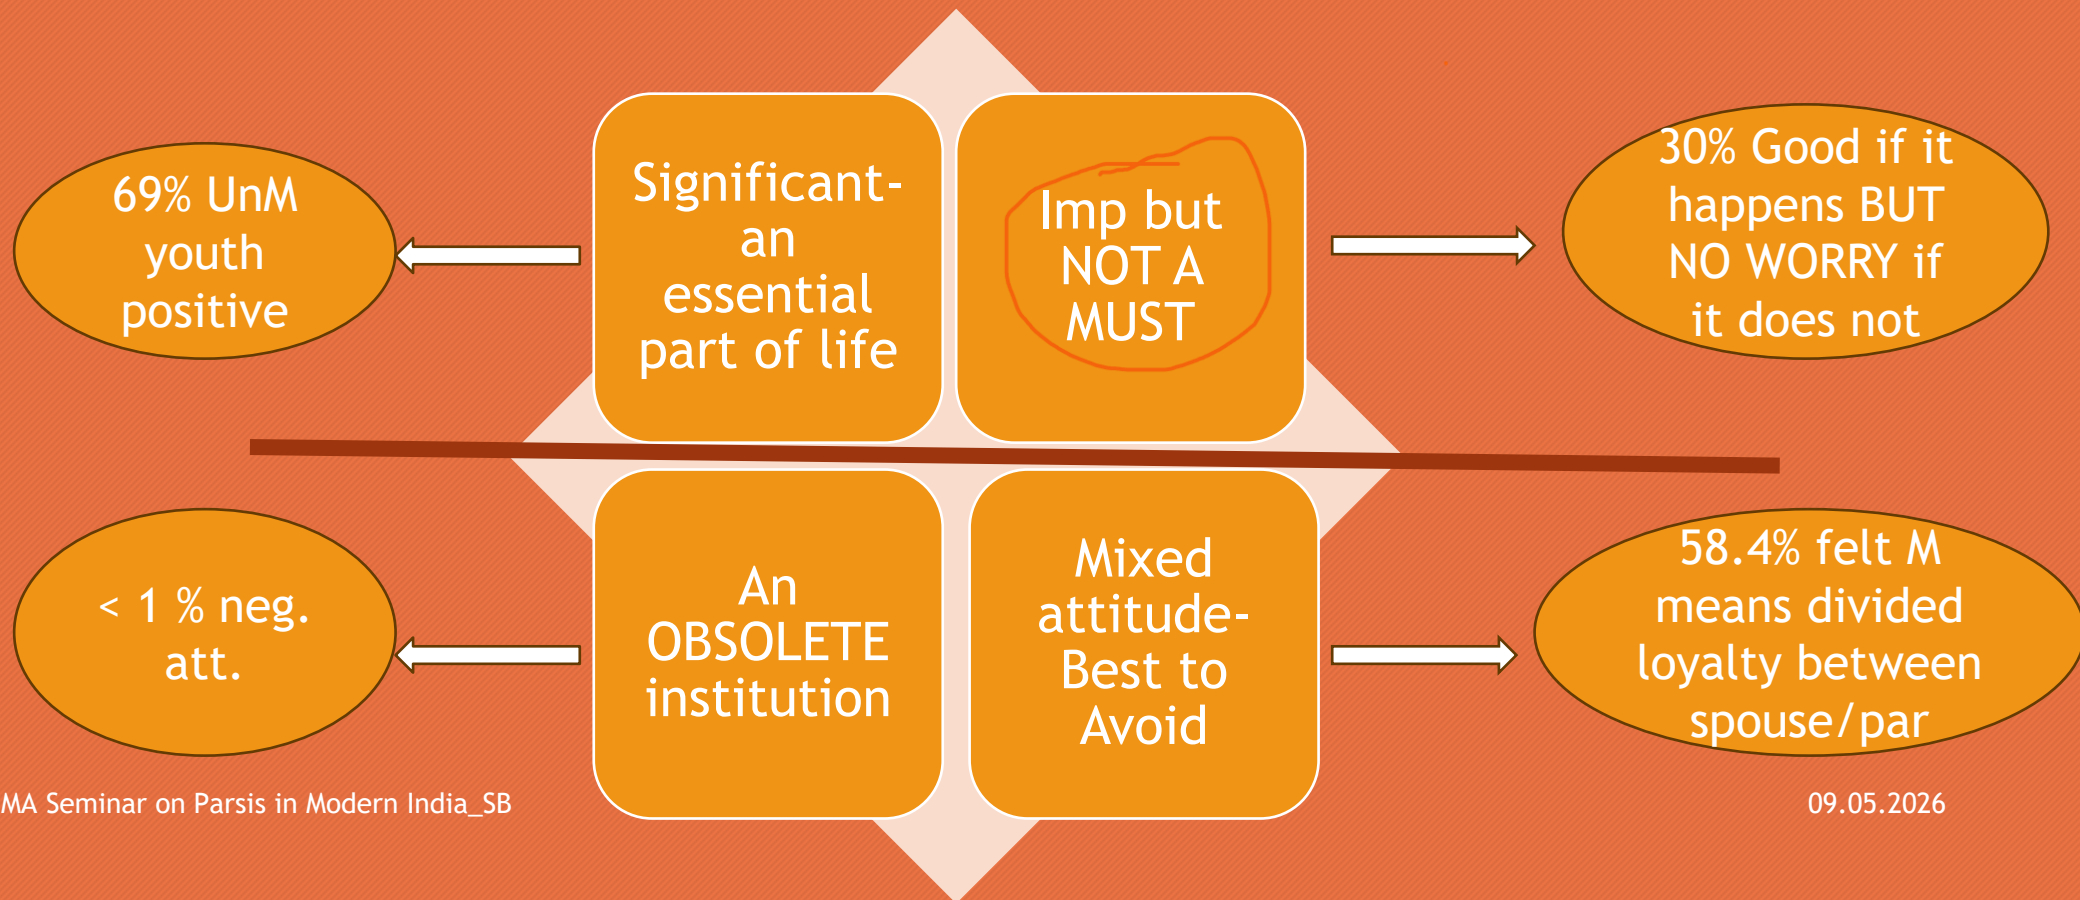 69% UnM
youth
positive
Significant-
an
essential
part of life
Imp but
NOT A
MUST
30% Good if it
happens BUT
NO WORRY if
it does not
< 1 % neg.
att.
An
OBSOLETE
institution
Mixed
attitude-
Best to
Avoid
58.4% felt M
means divided
loyalty between
spouse/par
MA Seminar on Parsis in Modern India_SB
09.05.2026